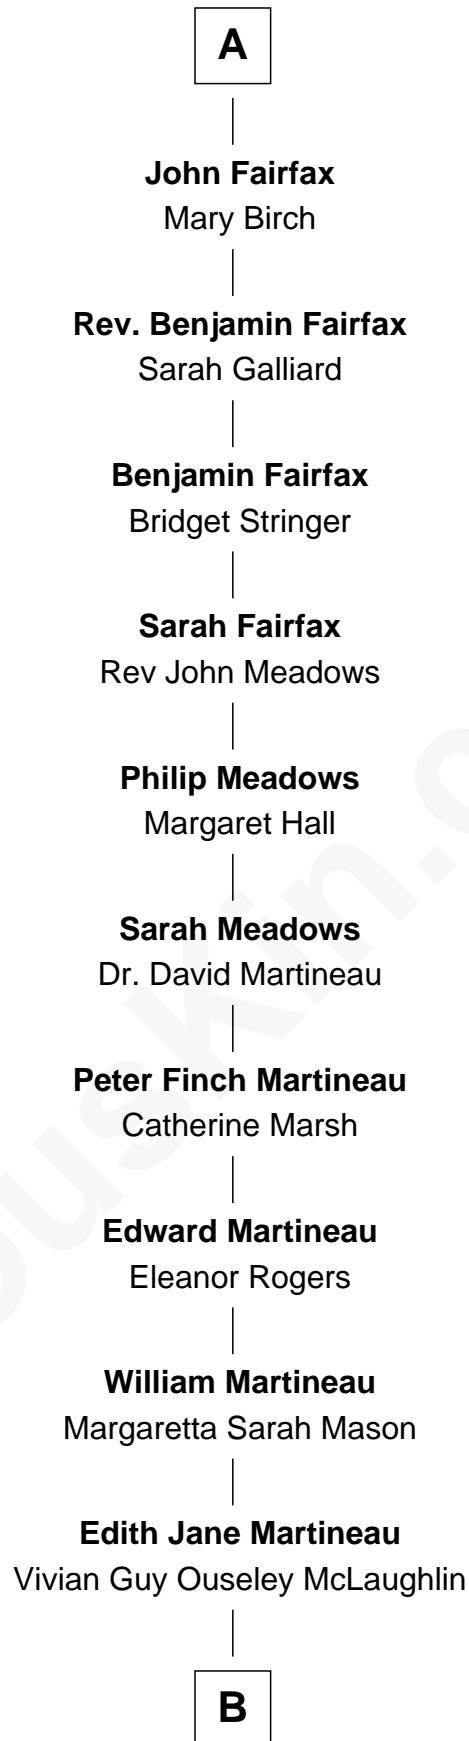 A
John Fairfax
Mary Birch
Rev. Benjamin Fairfax
Sarah Galliard
Benjamin Fairfax
Bridget Stringer
Sarah Fairfax
Rev John Meadows
Philip Meadows
Margaret Hall
Sarah Meadows
Dr. David Martineau
Peter Finch Martineau
Catherine Marsh
Edward Martineau
Eleanor Rogers
William Martineau
Margaretta Sarah Mason
Edith Jane Martineau
Vivian Guy Ouseley McLaughlin
B